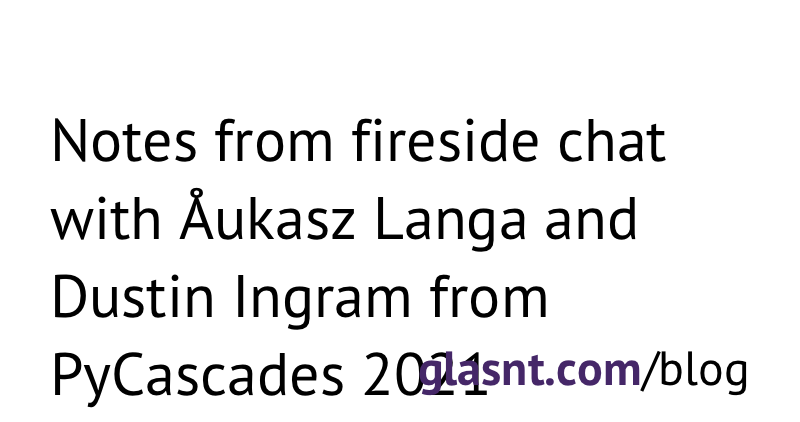 Notes from fireside chat
with Åukasz Langa and
Dustin Ingram from
PyCascades 2021
glasnt.com/blog